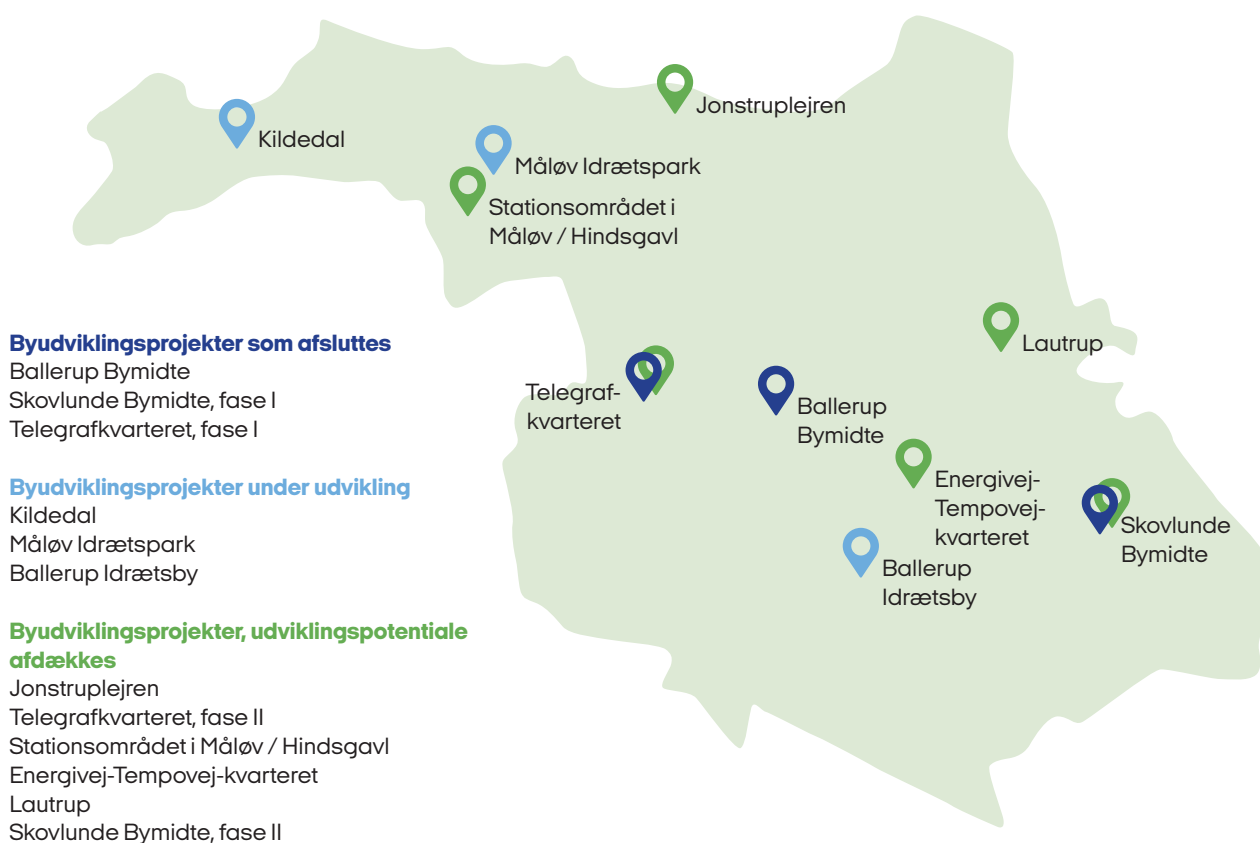 Jonstruplejren
Kildedal
Måløv Idrætspark
Stationsområdet i
Måløv / Hindsgavl
Lautrup
Telegraf-
kvarteret
Ballerup
Bymidte
Energivej-
Tempovej-
kvarteret
Skovlunde
Bymidte
Ballerup
Idrætsby
Byudviklingsprojekter som afsluttes
Ballerup Bymidte
Skovlunde Bymidte, fase I
Telegrafkvarteret, fase I
Byudviklingsprojekter under udvikling
Kildedal
Måløv Idrætspark
Ballerup Idrætsby
Byudviklingsprojekter, udviklingspotentiale
afdækkes
Jonstruplejren
Telegrafkvarteret, fase II
Stationsområdet i Måløv / Hindsgavl
Energivej-Tempovej-kvarteret
Lautrup
Skovlunde Bymidte, fase II